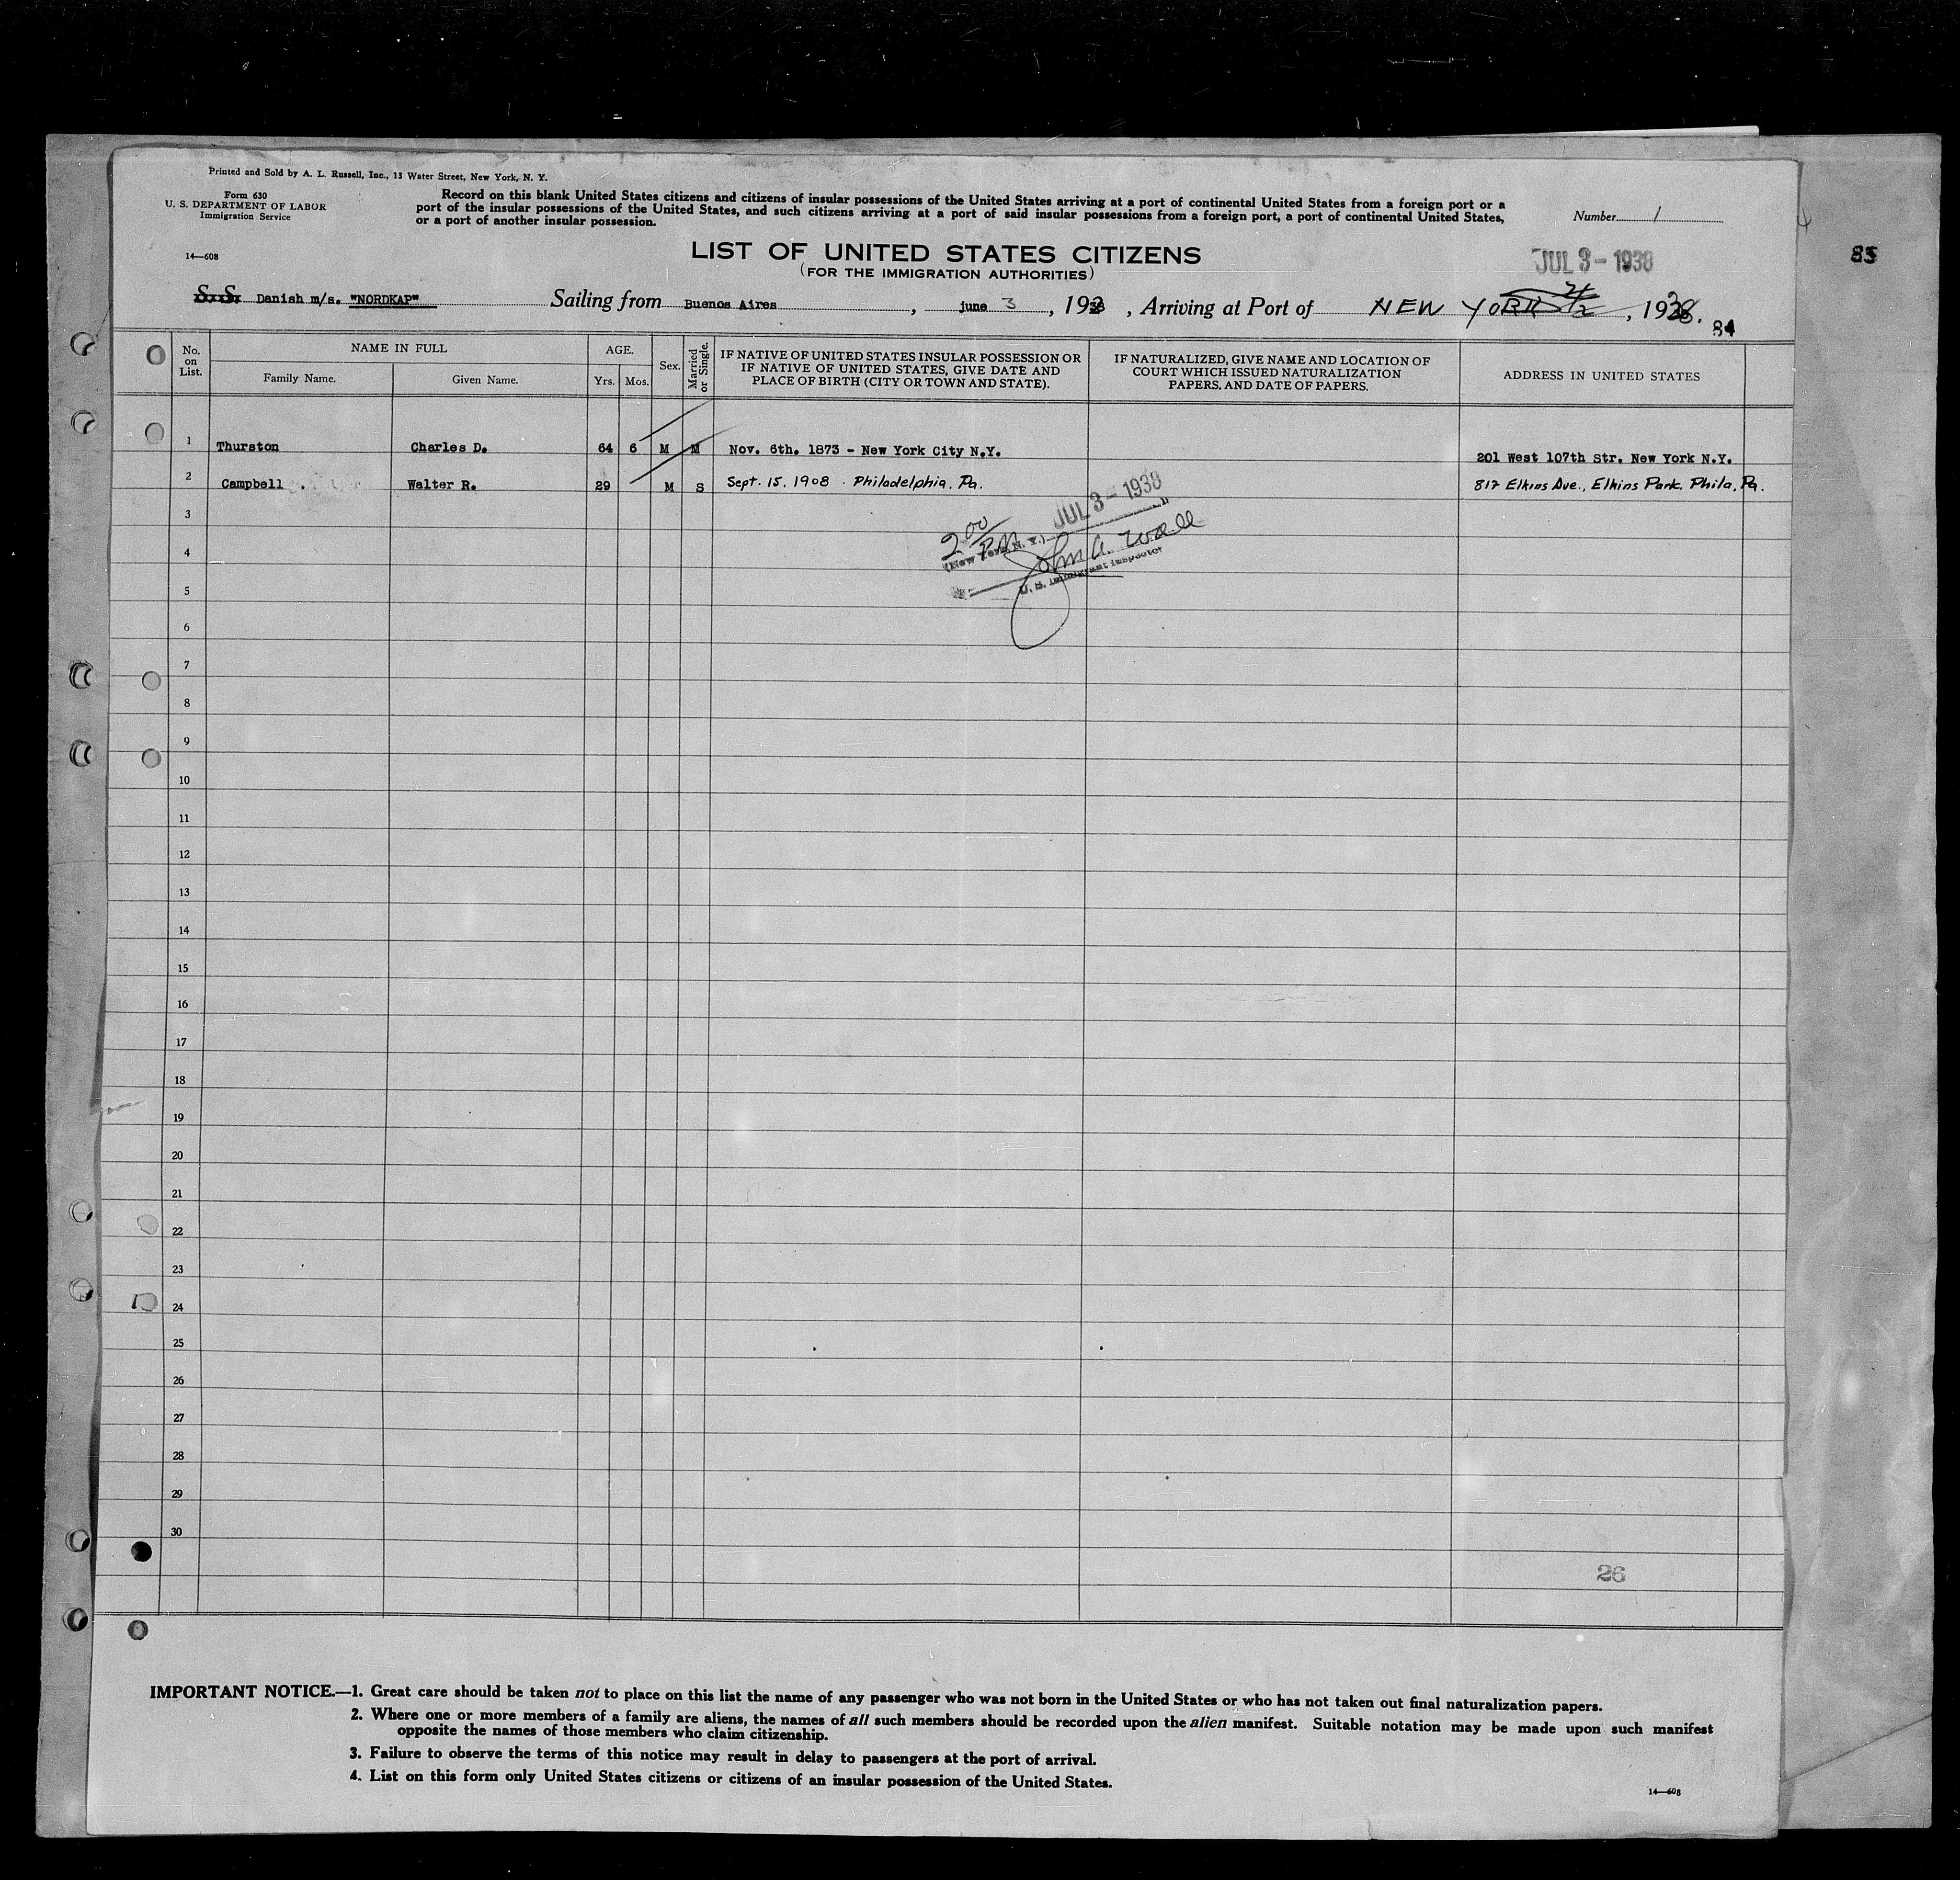 Printed and Sold by A. L. Russell, Inc., 13 Water Street, New York, N. Y.
Form 630
U. S. DEPARTMENT OF LABOR
Immigration Service
14—608
Record on this blank United States citizens and citizens of insular possessions of the United States arriving at a port of continental United States from a foreign port or a
port of the insular possessions of the United States, and such citizens arriving at a port of said insular possessions from a foreign port, a port of continental United States,
or a port of another insular possession.
Number 1
LIST OF UNITED STATES CITIZENS
(FOR THE IMMIGRATION AUTHORITIES)
JUL 3 - 1938
85
S.S. Danish m/s. "NORDKAP" Sailing from Buenos Aires, june 3, 1938, Arriving at Port of NEW YORK, 1938.
84
No. on List.
NAME IN FULL
Family Name.
Given Name.
AGE.
Yrs.
Mos.
Sex.
Married or Single.
IF NATIVE OF UNITED STATES INSULAR POSSESSION OR
IF NATIVE OF UNITED STATES, GIVE DATE AND
PLACE OF BIRTH (CITY OR TOWN AND STATE).
IF NATURALIZED, GIVE NAME AND LOCATION OF
COURT WHICH ISSUED NATURALIZATION
PAPERS, AND DATE OF PAPERS.
ADDRESS IN UNITED STATES
1 Thurston Charles D. 64 6 M M Nov. 6th. 1873 - New York City N.Y. 201 West 107th Str. New York N.Y.
2 Campbell Walter R. 29 M S Sept. 15, 1908 . Philadelphia, Pa. 817 Elkins Ave., Elkins Park. Phila, Pa.
JUL 3 - 1938
2 00/PM
(New York, N. Y.)
John A. Wall
U. S. Immigrant Inspector
3
4
5
6
7
8
9
10
11
12
13
14
15
16
17
18
19
20
21
22
23
24
25
26
27
28
29
30
26
IMPORTANT NOTICE.—1. Great care should be taken not to place on this list the name of any passenger who was not born in the United States or who has not taken out final naturalization papers.
2. Where one or more members of a family are aliens, the names of all such members should be recorded upon the alien manifest. Suitable notation may be made upon such manifest
opposite the names of those members who claim citizenship.
3. Failure to observe the terms of this notice may result in delay to passengers at the port of arrival.
4. List on this form only United States citizens or citizens of an insular possession of the United States.
14—608